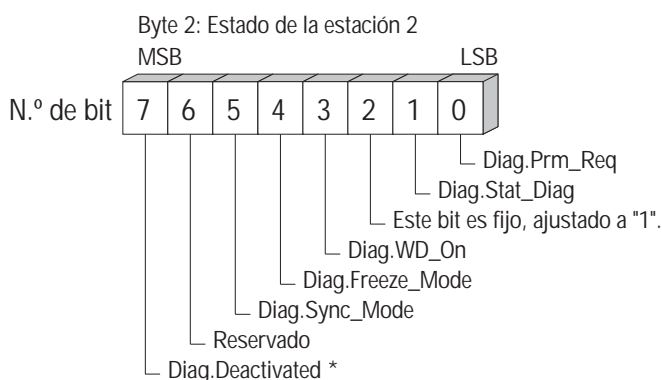 Byte 2: Estado de la estación 2
MSB LSB
N.º de bit 7 6 5 4 3 2 1 0
Diag.Prm_Req
Diag.Stat_Diag
Este bit es fijo, ajustado a "1".
Diag.WD_On
Diag.Freeze_Mode
Diag.Sync_Mode
Reservado
Diag.Deactivated *